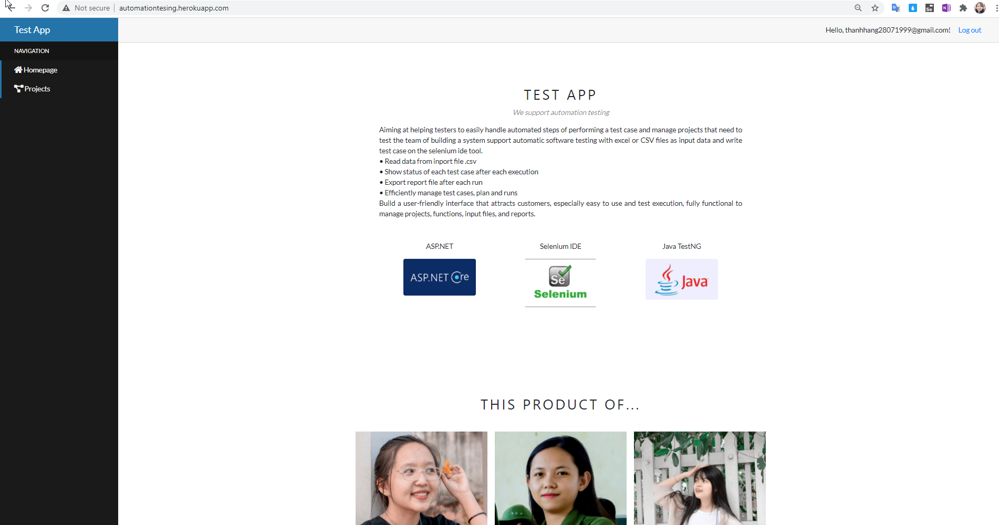 Not secure
automationtesing.herokuapp.com
Se
N
Test App
Hello, thanhhang28071999@gmail.com!
Log out
NAVIGATION
Homepage
Projects
TEST APP
We support automation testing
Aiming at helping testers to easily handle automated steps of performing a test case and manage projects that need to
test the team of building a system support automatic software testing with excel or CSV files as input data and write
test case on the selenium ide tool.
• Read data from inport file .csv
• Show status of each test case after each execution
• Export report file after each run
• Efficiently manage test cases, plan and runs
Build a user-friendly interface that attracts customers, especially easy to use and test execution, fully functional to
manage projects, functions, input files, and reports.
ASP.NET
Selenium IDE
Java TestNG
ASP.NET Core
Se
Selenium
Java
THIS PRODUCT OF...